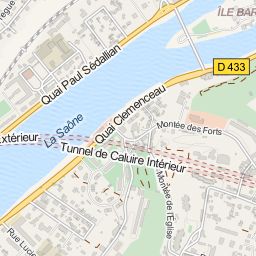 ÎLE BAR
D 433
Quai Paul Sédallian
Quai Clemenceau
La Saône
Montée des Forts
Extérieur
Tunnel de Caluire Intérieur
Montée de l'Église
Rue Lucie